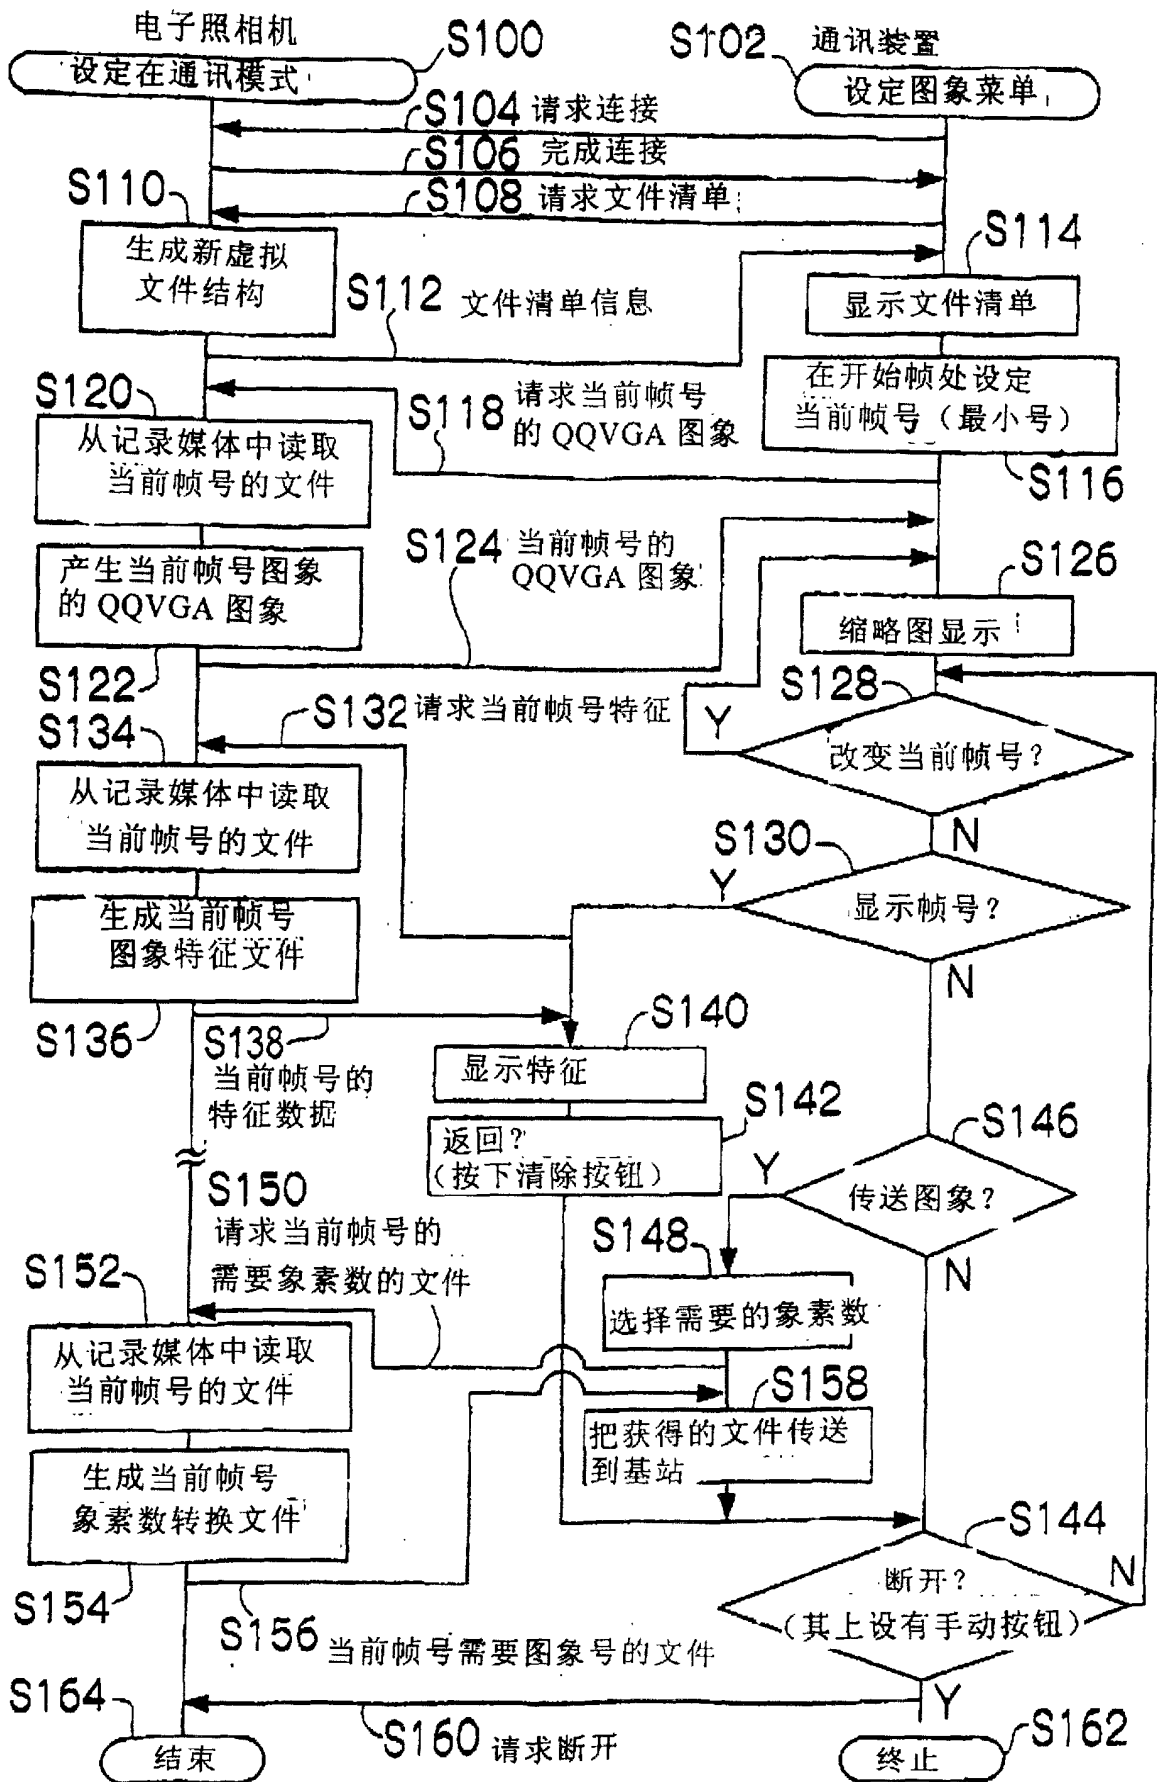 电子照相机
S100
设定在通讯模式
S102
通讯装置
设定图象菜单
S104 请求连接
S106 完成连接
S108 请求文件清单
S110
生成新虚拟
文件结构
S112 文件清单信息
S114
显示文件清单
在开始帧处设定
当前帧号（最小号）
S116
S118 请求当前帧号
的 QQVGA 图象
S120
从记录媒体中读取
当前帧号的文件
产生当前帧号图象
的 QQVGA 图象
S122
S124 当前帧号的
QQVGA 图象
S126
缩略图显示
S128
改变当前帧号？
Y
N
S130
显示帧号？
Y
N
S132 请求当前帧号特征
S134
从记录媒体中读取
当前帧号的文件
生成当前帧号
图象特征文件
S136
S138
当前帧号的
特征数据
S140
显示特征
S142
返回？
（按下清除按钮）
S146
传送图象？
Y
N
S148
选择需要的象素数
S150
请求当前帧号的
需要象素数的文件
S152
从记录媒体中读取
当前帧号的文件
生成当前帧号
象素数转换文件
S154
S156 当前帧号需要图象号的文件
S158
把获得的文件传送
到基站
S144
断开？
（其上设有手动按钮）
N
Y
S160 请求断开
S164
结束
S162
终止